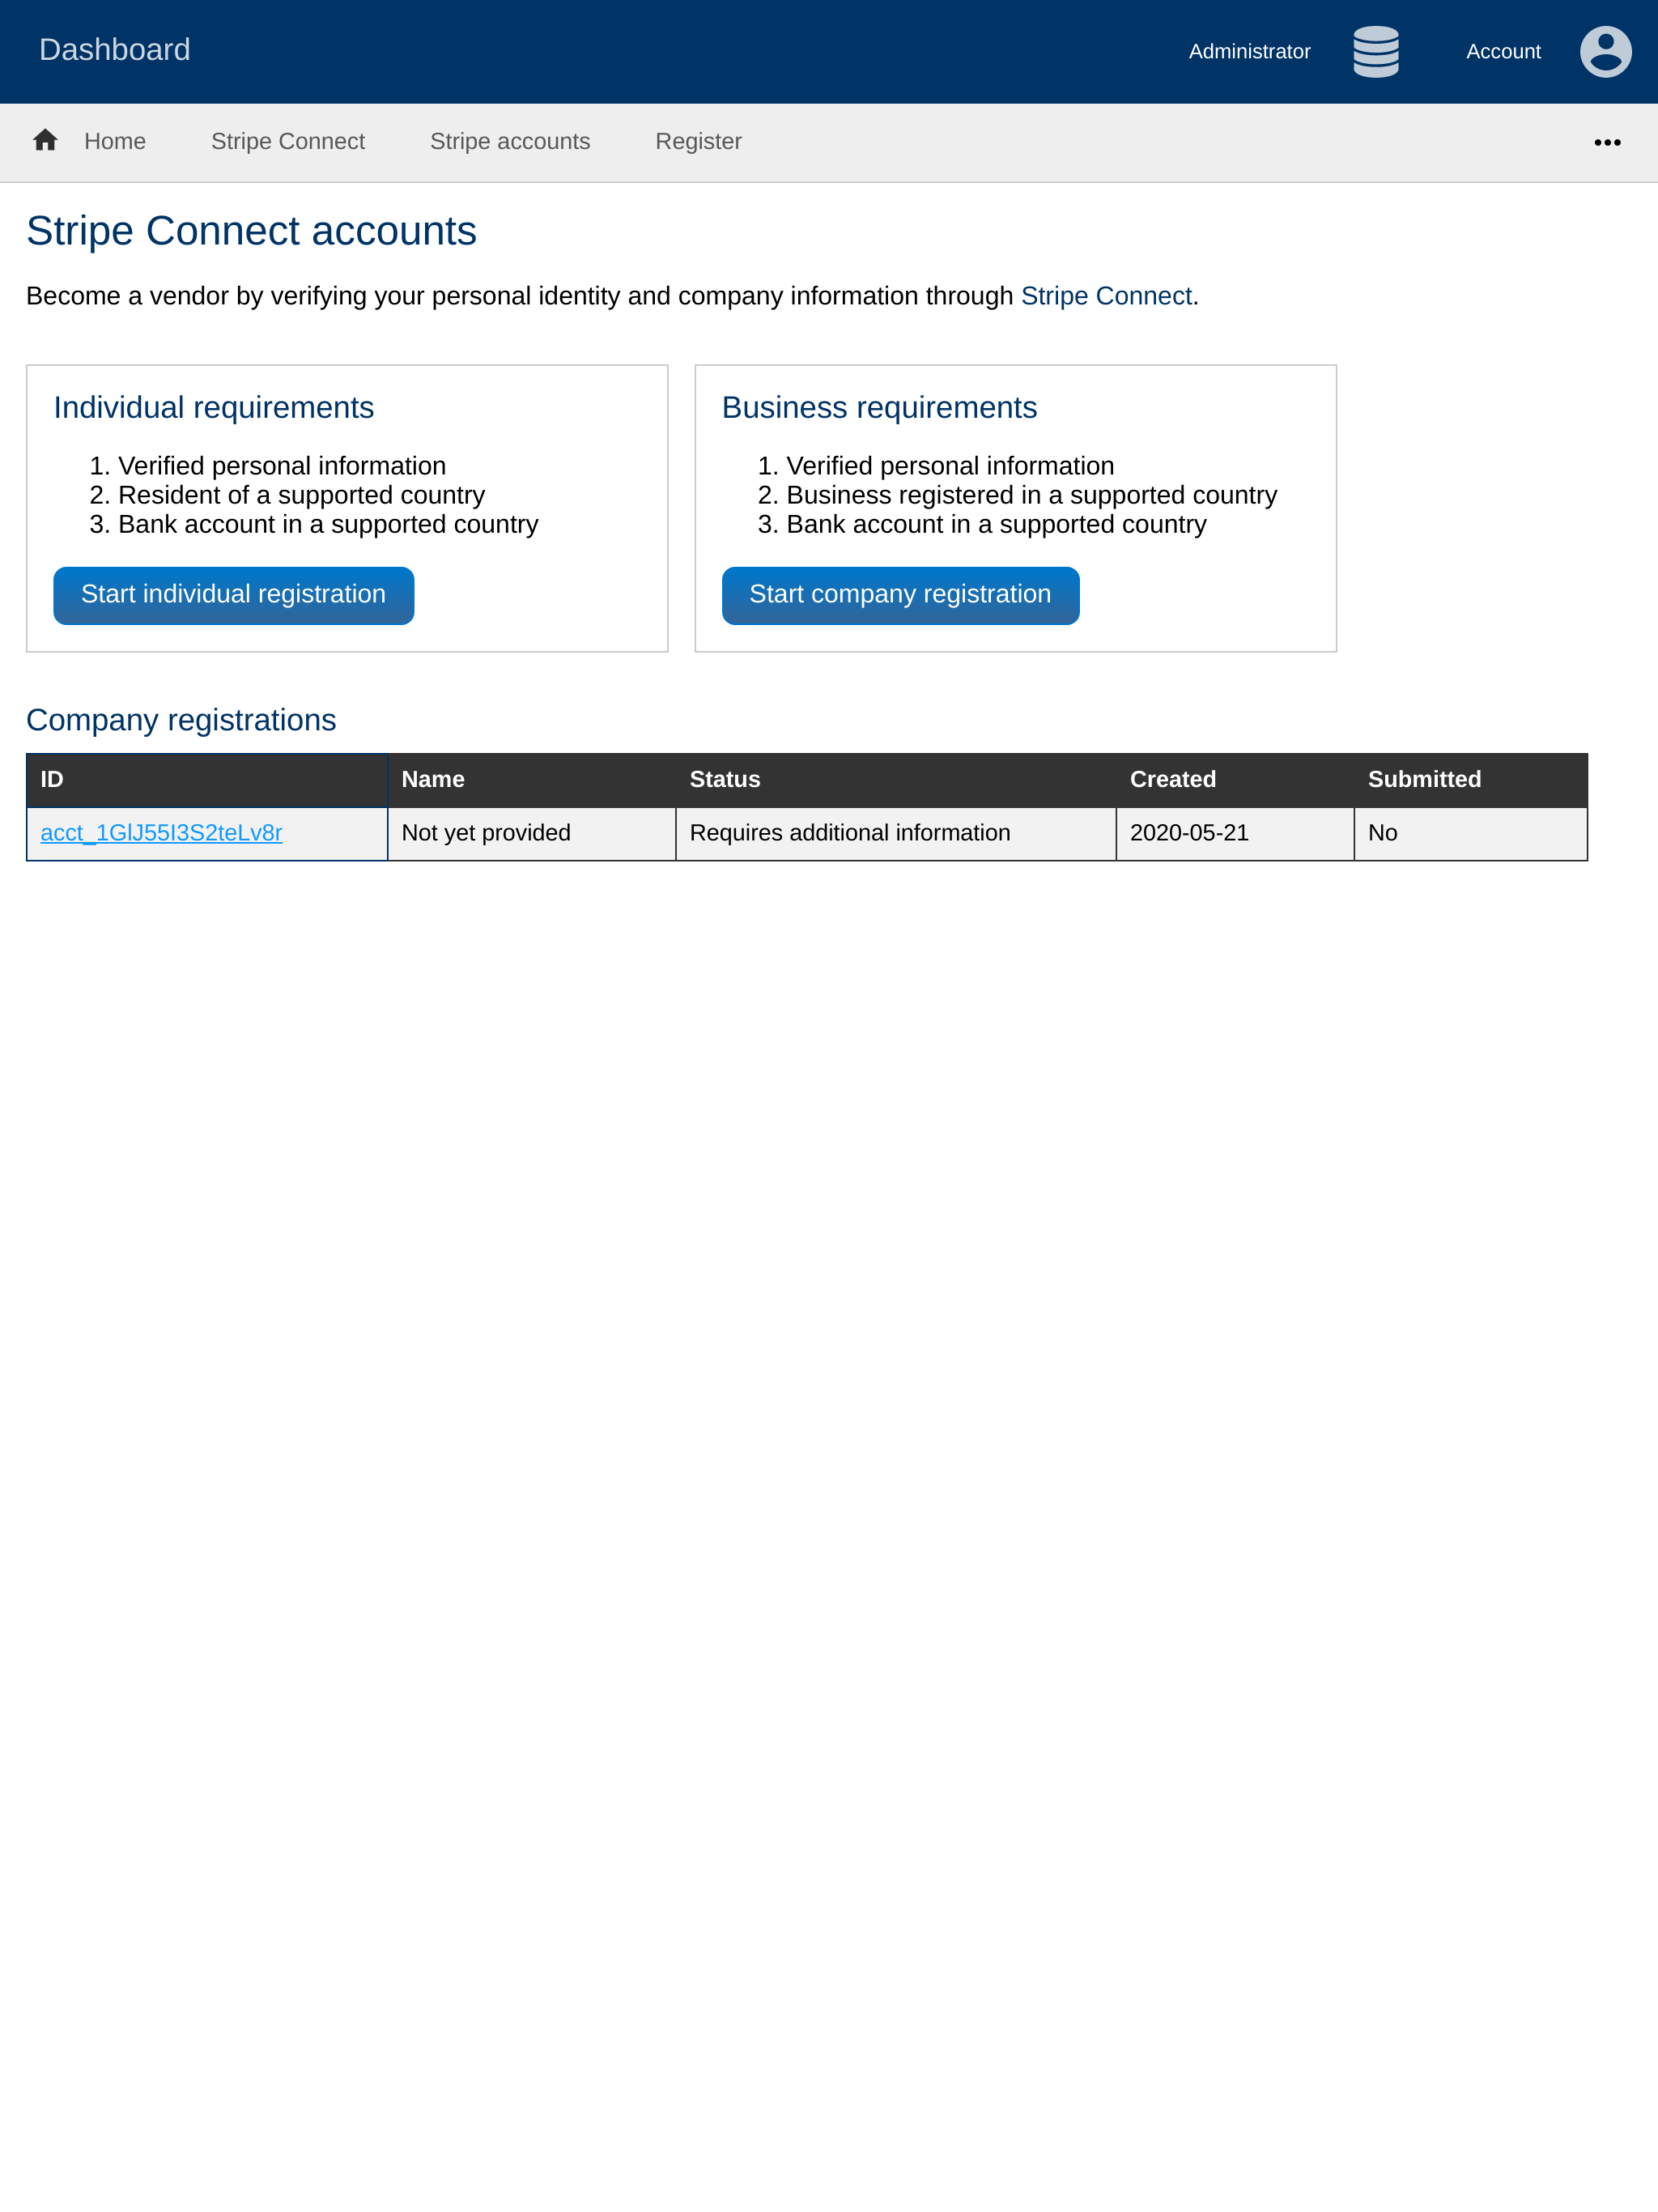 Dashboard Administrator Account
Home Stripe Connect Stripe accounts Register
Stripe Connect accounts
Become a vendor by verifying your personal identity and company information through Stripe Connect.
Individual requirements
1. Verified personal information
2. Resident of a supported country
3. Bank account in a supported country
Start individual registration
Business requirements
1. Verified personal information
2. Business registered in a supported country
3. Bank account in a supported country
Start company registration
Company registrations
ID Name Status Created Submitted
acct_1GlJ55I3S2teLv8r Not yet provided Requires additional information 2020-05-21 No